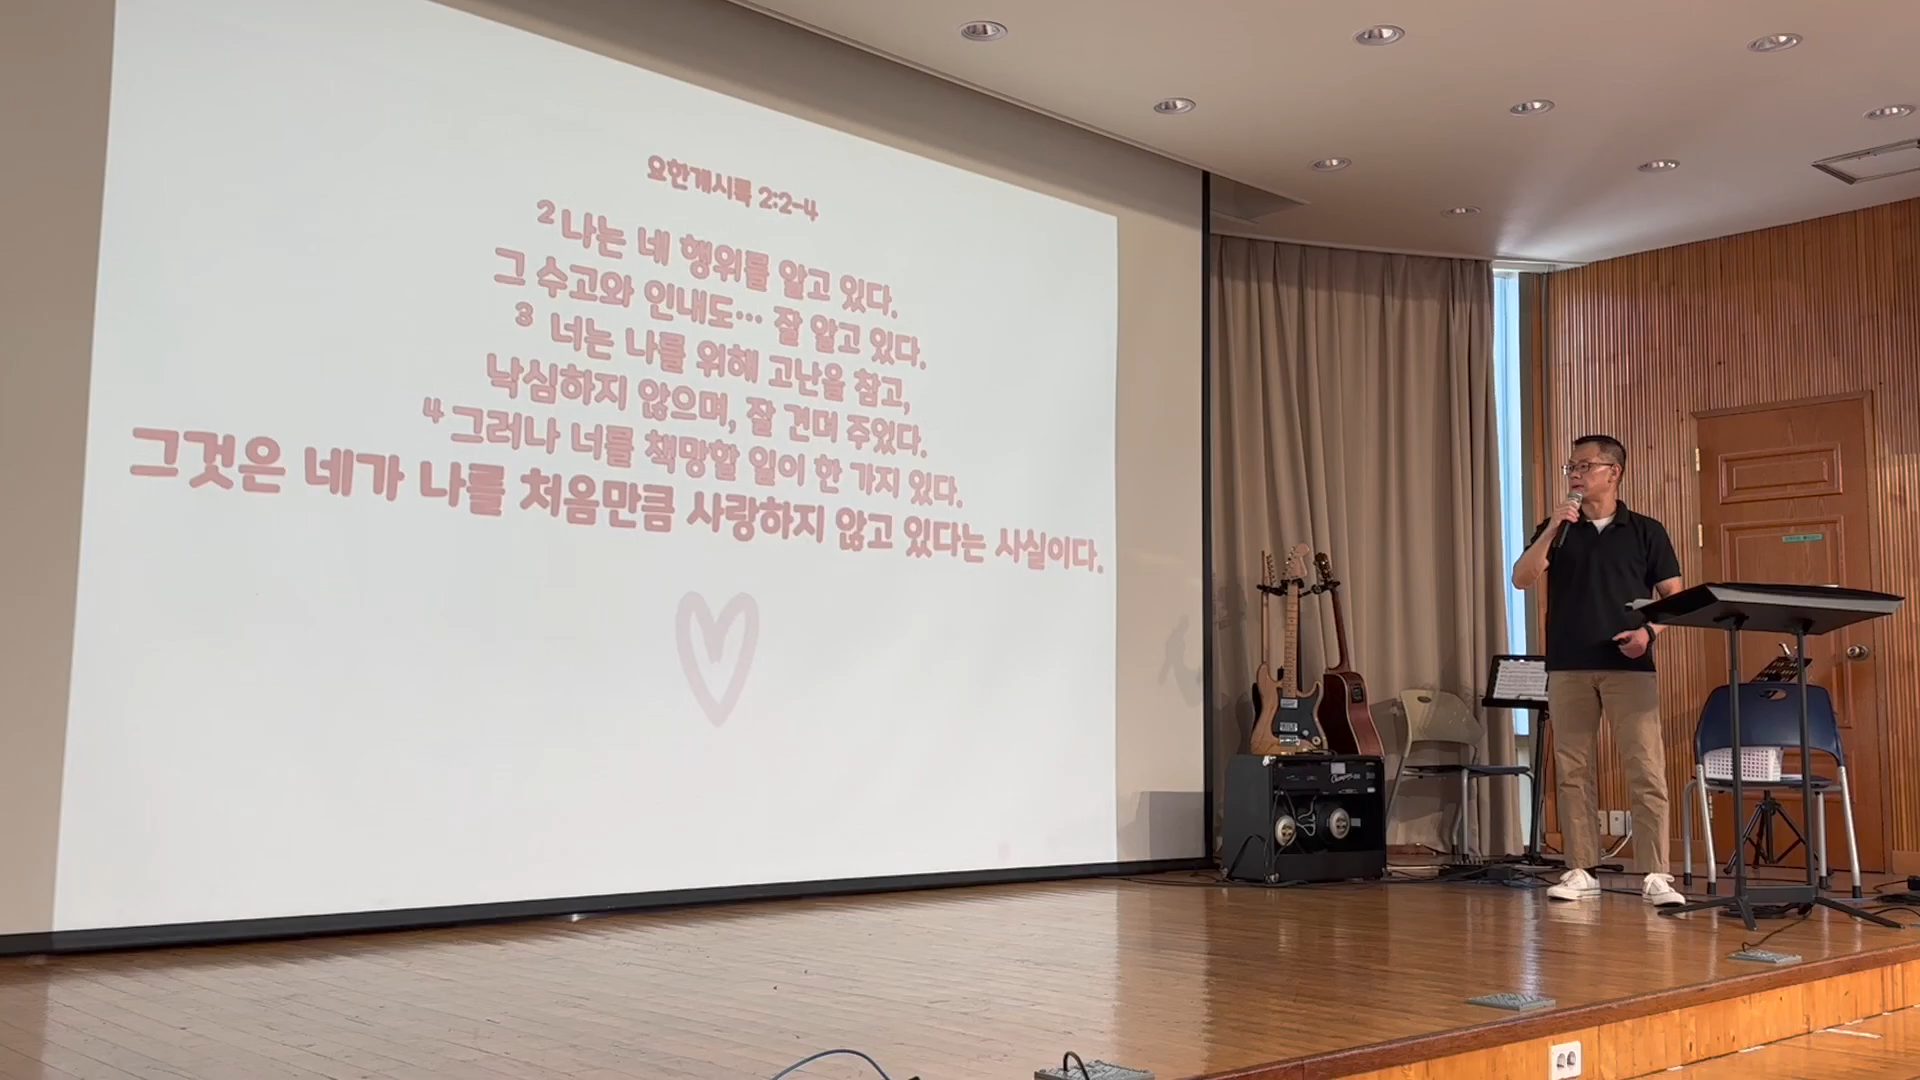 요한계시록 2:2-4
2 나는 네 행위를 알고 있다.
그 수고와 인내도… 잘 알고 있다.
3 너는 나를 위해 고난을 참고,
낙심하지 않으며, 잘 견뎌 주었다.
4 그러나 너를 책망할 일이 한 가지 있다.
그것은 네가 나를 처음만큼 사랑하지 않고 있다는 사실이다.